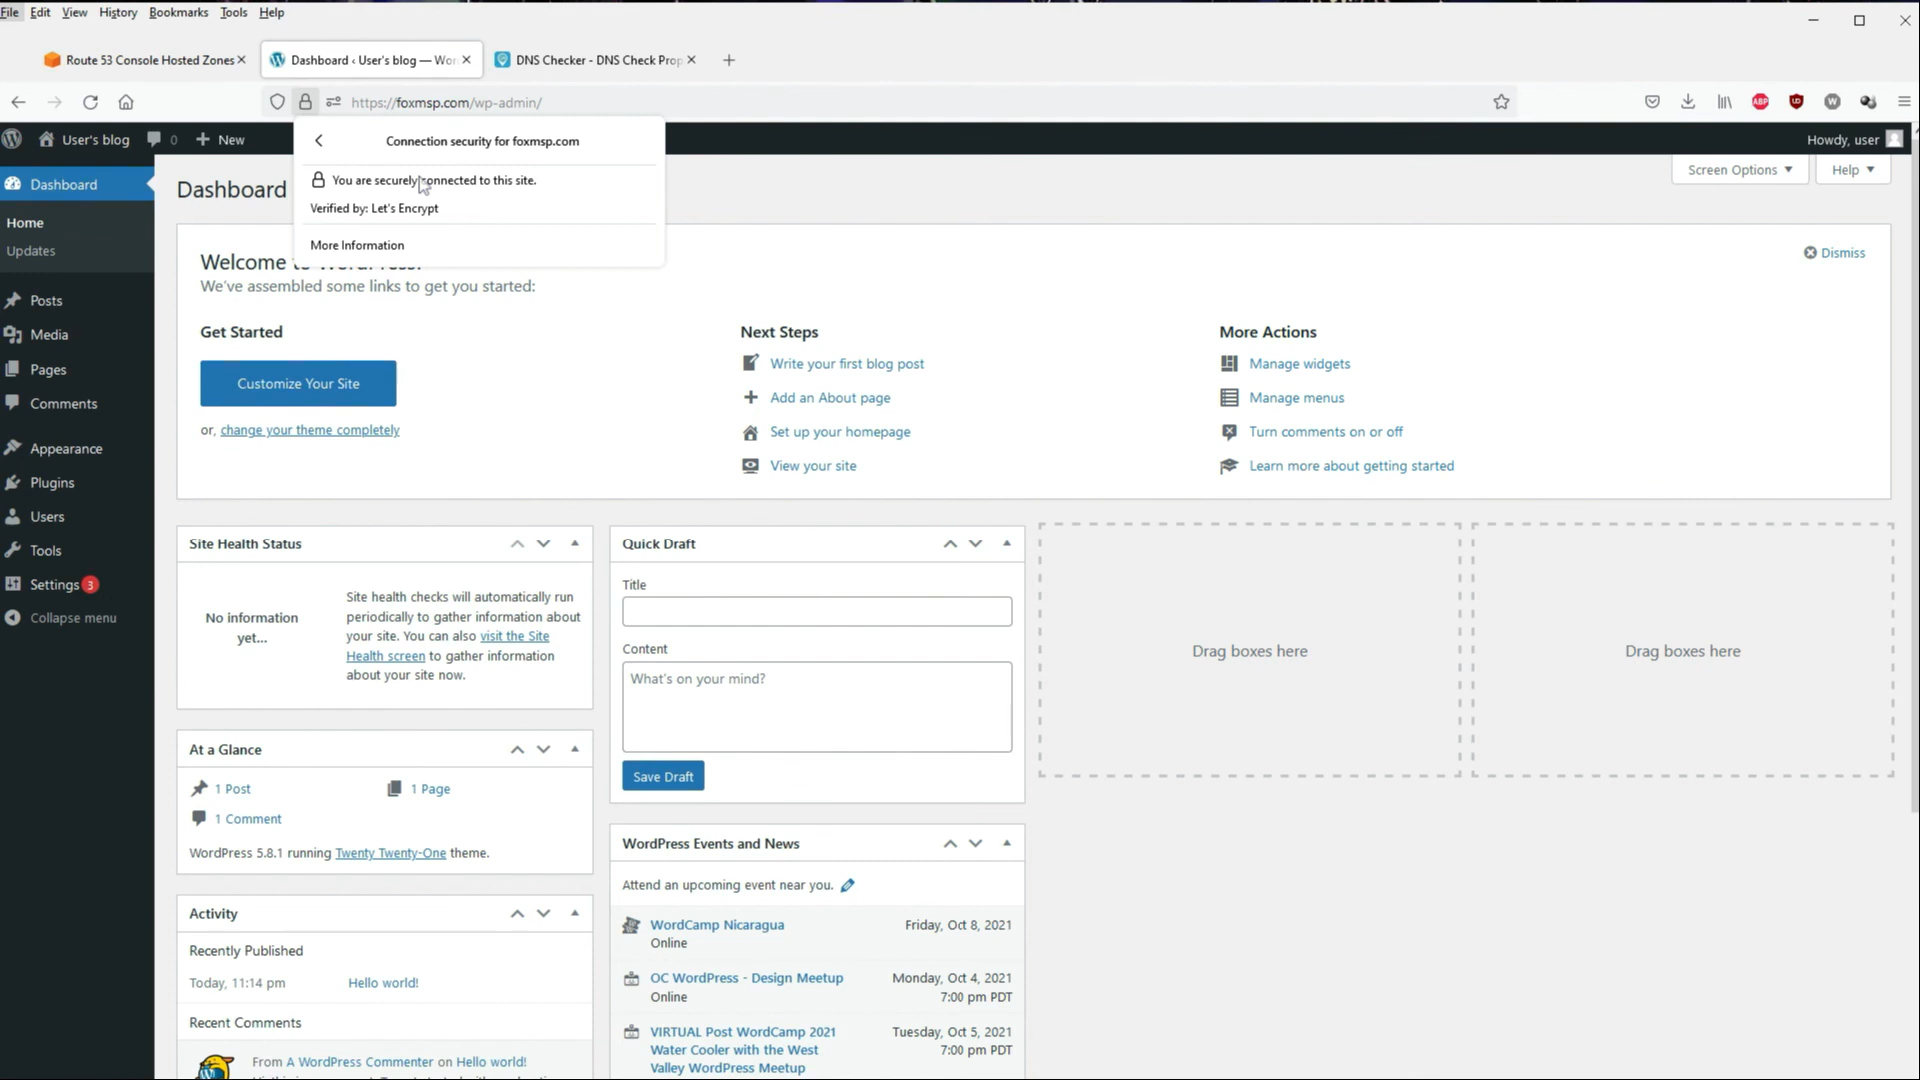 File Edit View History Bookmarks Tools Help
Route 53 Console Hosted Zones
Dashboard ‹ User's blog — Wor
DNS Checker - DNS Check Prop
https://foxmsp.com/wp-admin/
User's blog 0 New
Howdy, user
Connection security for foxmsp.com
You are securely connected to this site.
Verified by: Let's Encrypt
More Information
Dashboard
Home
Updates
Posts
Media
Pages
Comments
Appearance
Plugins
Users
Tools
Settings 3
Collapse menu
Dashboard
Screen Options
Help
Welcome to WordPress!
We've assembled some links to get you started:
Dismiss
Get Started
Customize Your Site
or, change your theme completely
Next Steps
Write your first blog post
Add an About page
Set up your homepage
View your site
More Actions
Manage widgets
Manage menus
Turn comments on or off
Learn more about getting started
Site Health Status
No information
yet...
Site health checks will automatically run
periodically to gather information about
your site. You can also visit the Site
Health screen to gather information
about your site now.
At a Glance
1 Post
1 Page
1 Comment
WordPress 5.8.1 running Twenty Twenty-One theme.
Activity
Recently Published
Today, 11:14 pm Hello world!
Recent Comments
From A WordPress Commenter on Hello world!
Quick Draft
Title
Content
What's on your mind?
Save Draft
WordPress Events and News
Attend an upcoming event near you.
WordCamp Nicaragua Friday, Oct 8, 2021
Online
OC WordPress - Design Meetup Monday, Oct 4, 2021
Online 7:00 pm PDT
VIRTUAL Post WordCamp 2021 Tuesday, Oct 5, 2021
Water Cooler with the West 7:00 pm PDT
Valley WordPress Meetup
Drag boxes here
Drag boxes here